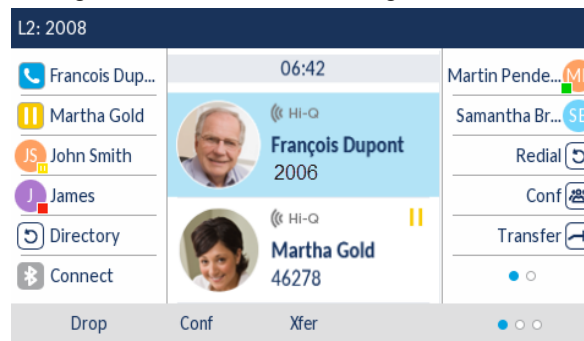 L2: 2008
Francois Dup...
Martha Gold
JS John Smith
J James
Directory
Connect
06:42
Hi-Q
François Dupont
2006
Hi-Q
Martha Gold
46278
Martin Pende...
Samantha Br... SB
Redial
Conf
Transfer
Drop Conf Xfer